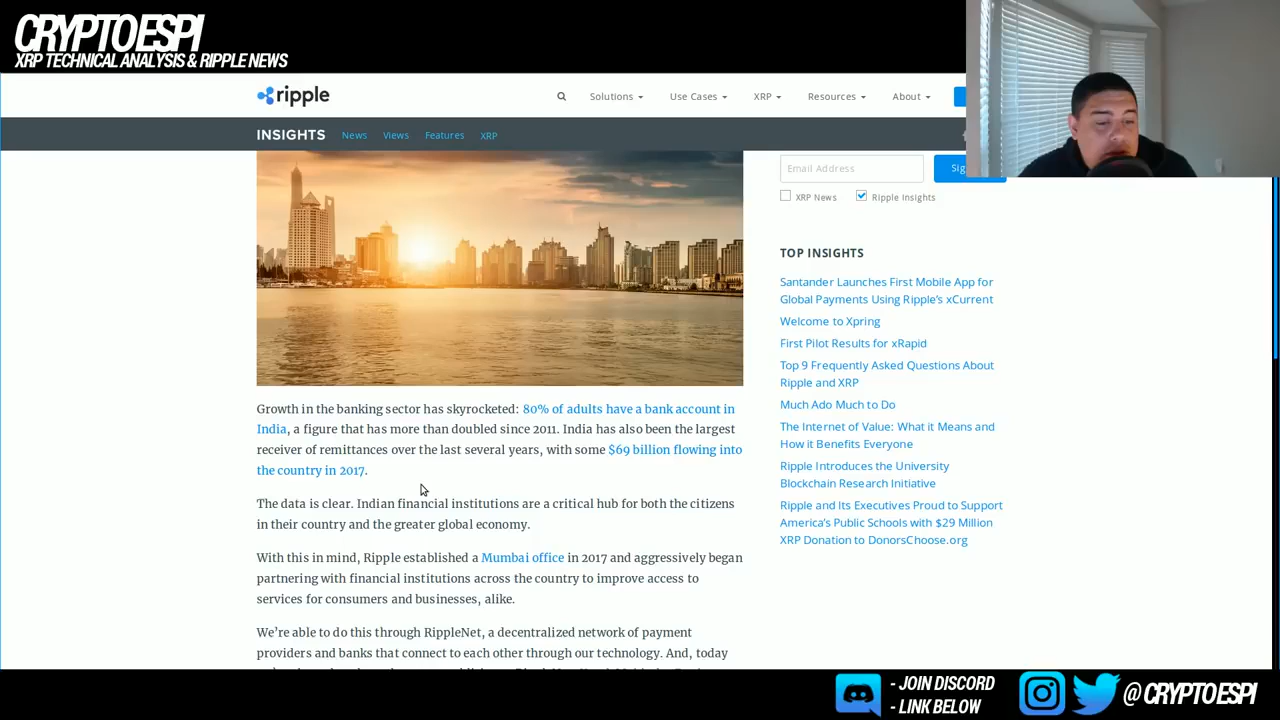 CRYPTOESPI
XRP TECHNICAL ANALYSIS & RIPPLE NEWS
ripple
Solutions
Use Cases
XRP
Resources
About
INSIGHTS
News
Views
Features
XRP
Email Address
XRP News
Ripple Insights
TOP INSIGHTS
Santander Launches First Mobile App for
Global Payments Using Ripple's xCurrent
Welcome to Xpring
First Pilot Results for xRapid
Top 9 Frequently Asked Questions About
Ripple and XRP
Much Ado Much to Do
The Internet of Value: What it Means and
How it Benefits Everyone
Ripple Introduces the University
Blockchain Research Initiative
Ripple and Its Executives Proud to Support
America's Public Schools with $29 Million
XRP Donation to DonorsChoose.org
Growth in the banking sector has skyrocketed: 80% of adults have a bank account in
India, a figure that has more than doubled since 2011. India has also been the largest
receiver of remittances over the last several years, with some $69 billion flowing into
the country in 2017.
The data is clear. Indian financial institutions are a critical hub for both the citizens
in their country and the greater global economy.
With this in mind, Ripple established a Mumbai office in 2017 and aggressively began
partnering with financial institutions across the country to improve access to
services for consumers and businesses, alike.
We're able to do this through RippleNet, a decentralized network of payment
providers and banks that connect to each other through our technology. And, today
- JOIN DISCORD
- LINK BELOW
@CRYPTOESPI